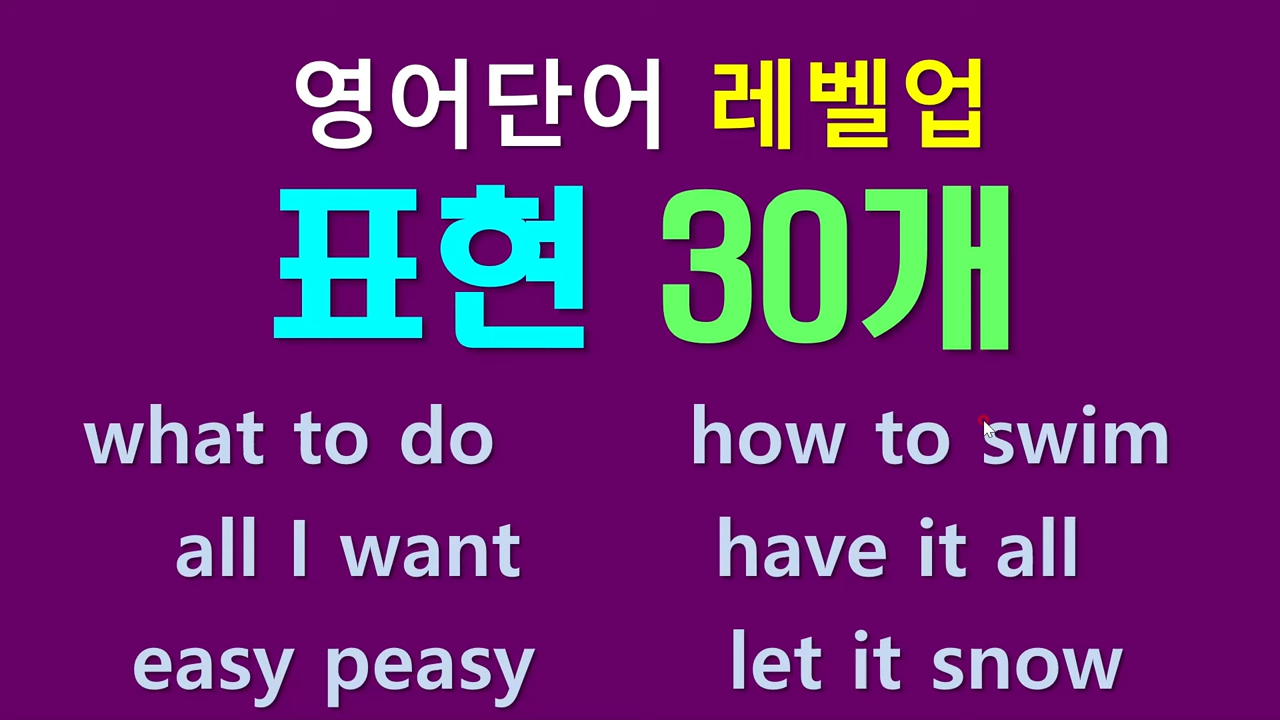 영어단어 레벨업
표현 30개
what to do how to swim
all I want have it all
easy peasy let it snow